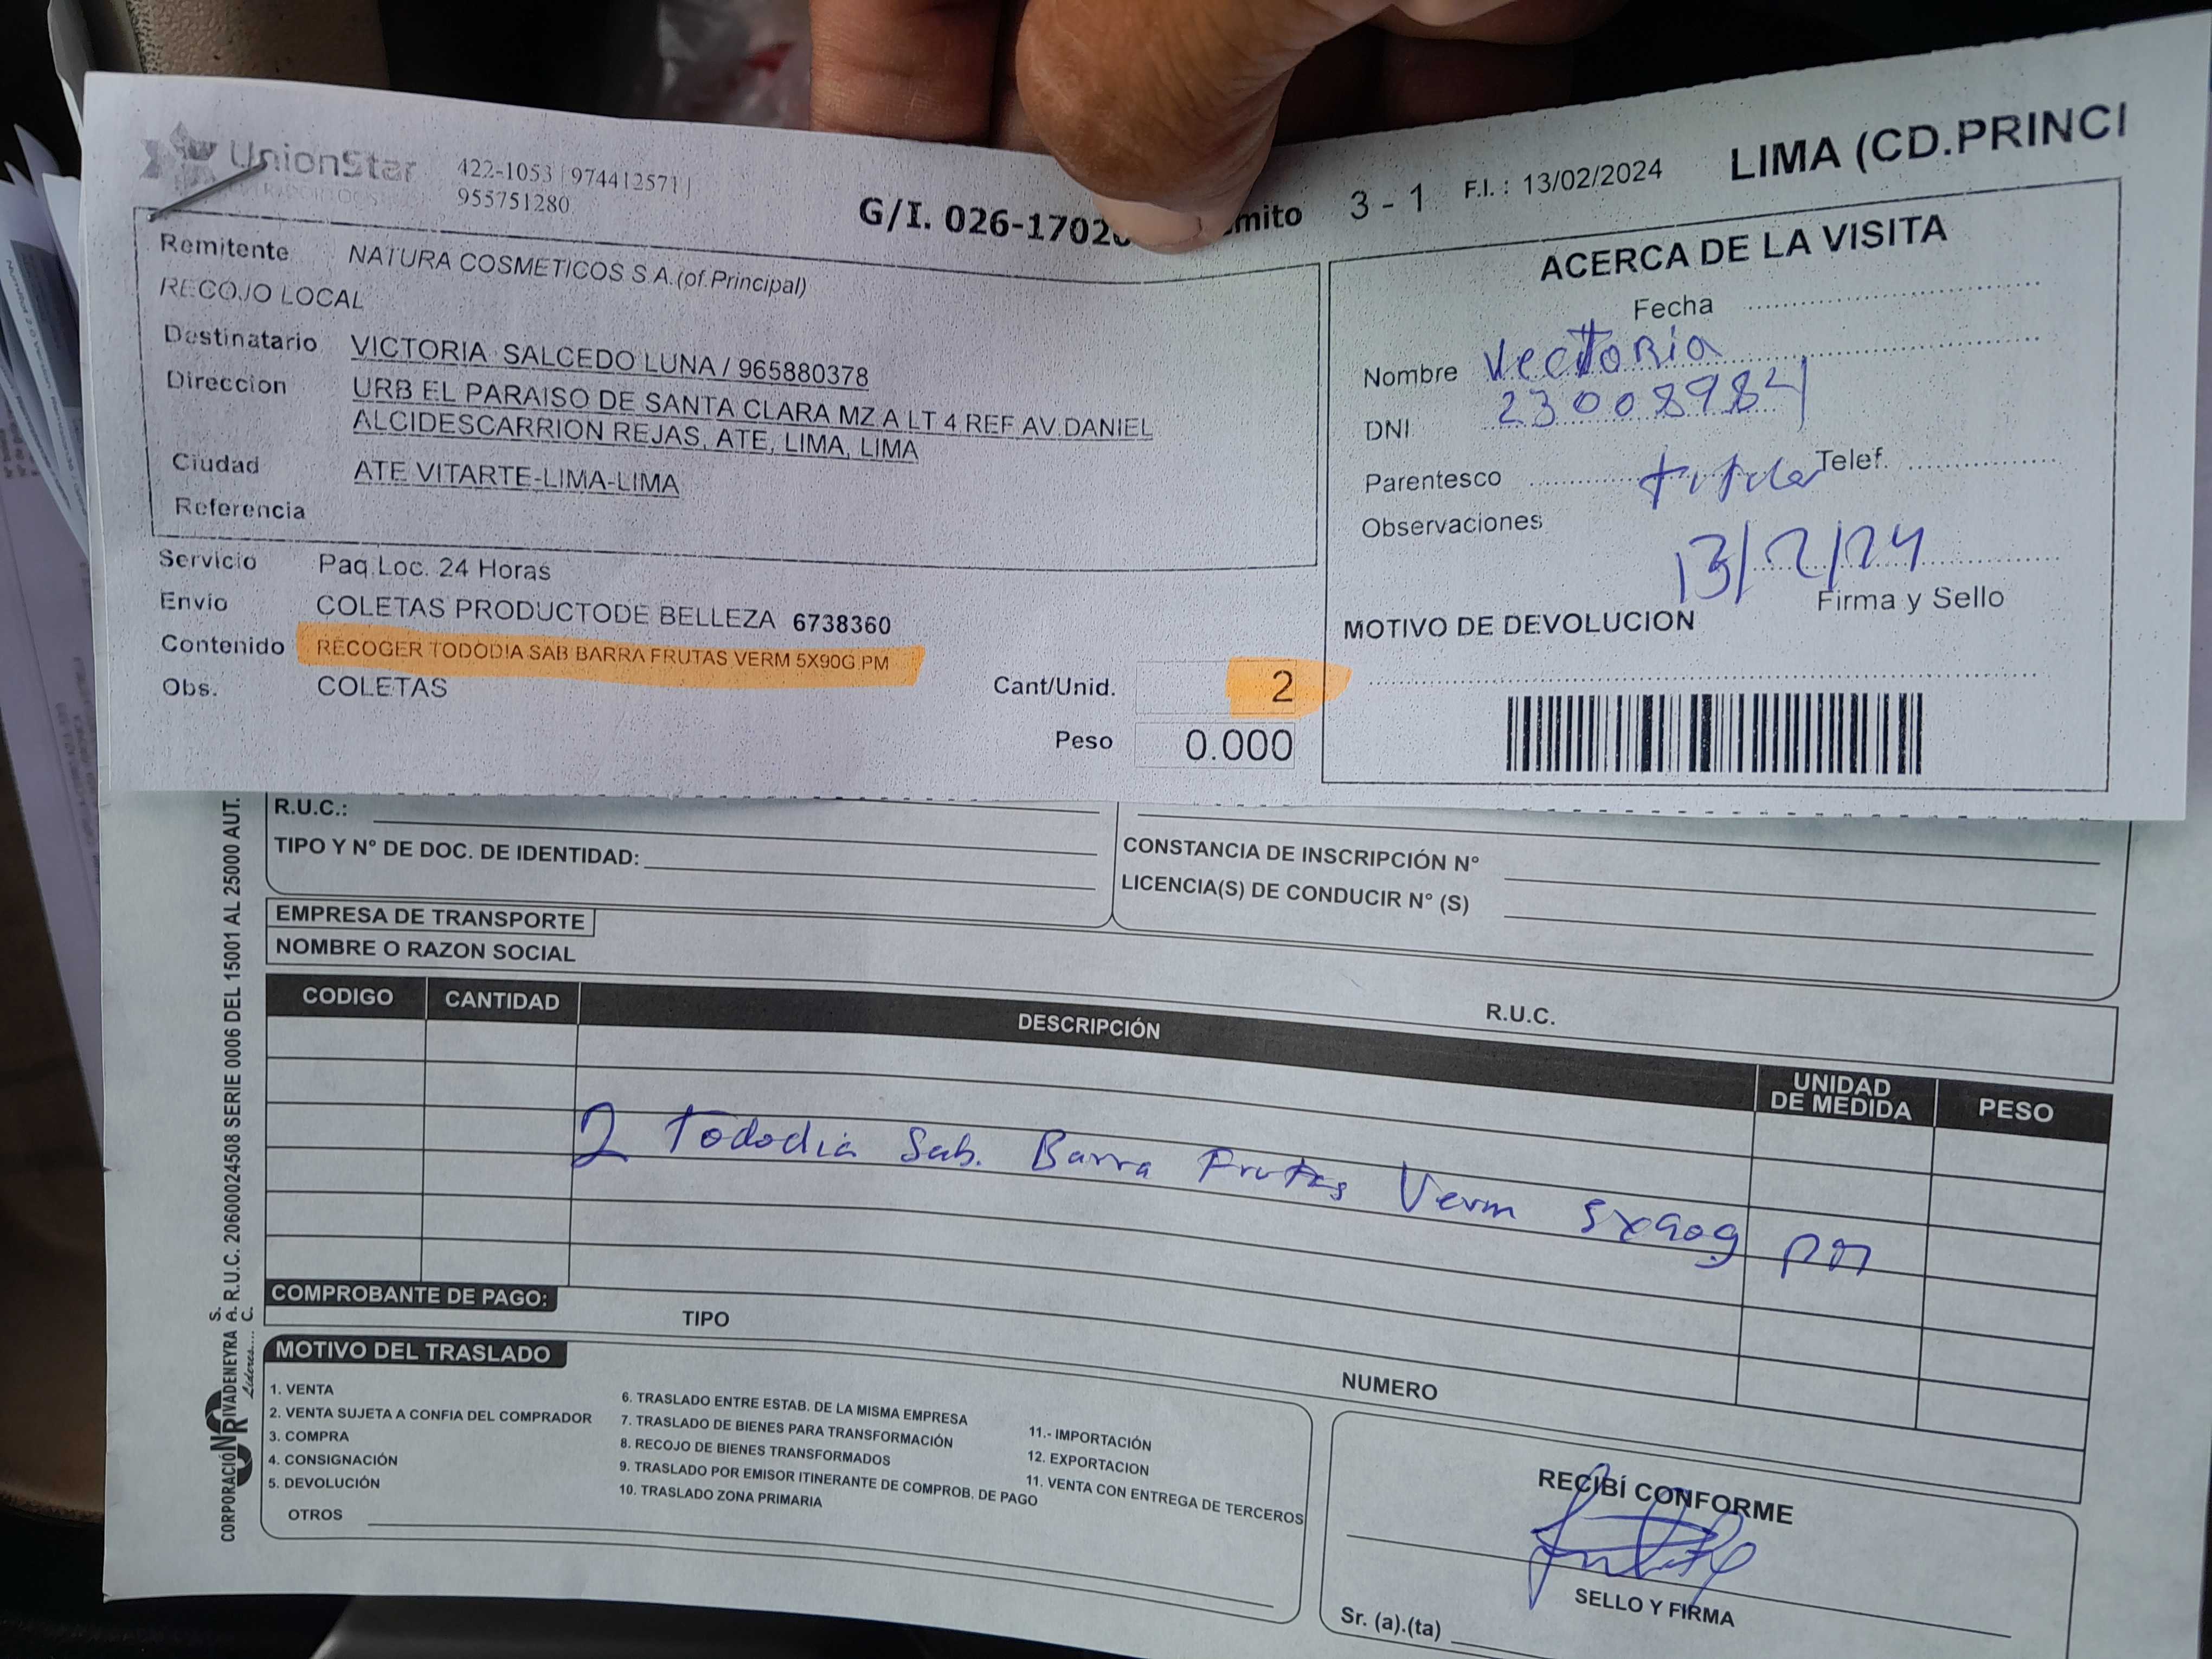 UnionStar
422-1053 | 974412571 |
955751280
G/I. 026-1702 mito 3 - 1 F.I. : 13/02/2024 LIMA (CD.PRINCI
Remitente NATURA COSMETICOS S.A.(of.Principal)
RECOJO LOCAL
Destinatario VICTORIA SALCEDO LUNA / 965880378
Direccion URB EL PARAISO DE SANTA CLARA MZ A LT 4 REF AV.DANIEL
ALCIDESCARRION REJAS, ATE, LIMA, LIMA
Ciudad ATE VITARTE-LIMA-LIMA
Referencia
Servicio Paq.Loc. 24 Horas
Envio COLETAS PRODUCTODE BELLEZA 6738360
Contenido RECOGER TODODIA SAB BARRA FRUTAS VERM 5X90G PM
Obs. COLETAS
Cant/Unid. 2
Peso 0.000
ACERCA DE LA VISITA
Fecha
Nombre Vectoria
DNI 23008984
Parentesco titular Telef.
Observaciones
13/2/24
Firma y Sello
MOTIVO DE DEVOLUCION
R.U.C.:
TIPO Y N° DE DOC. DE IDENTIDAD:
CONSTANCIA DE INSCRIPCIÓN N°
LICENCIA(S) DE CONDUCIR N° (S)
EMPRESA DE TRANSPORTE
NOMBRE O RAZON SOCIAL
R.U.C.
CODIGO CANTIDAD DESCRIPCIÓN UNIDAD DE MEDIDA PESO
2 Tododia Sab. Barra Frutas Verm 5x90g pm
COMPROBANTE DE PAGO:
TIPO
NUMERO
MOTIVO DEL TRASLADO
1. VENTA
2. VENTA SUJETA A CONFIA DEL COMPRADOR
3. COMPRA
4. CONSIGNACIÓN
5. DEVOLUCIÓN
OTROS
6. TRASLADO ENTRE ESTAB. DE LA MISMA EMPRESA
7. TRASLADO DE BIENES PARA TRANSFORMACIÓN
8. RECOJO DE BIENES TRANSFORMADOS
9. TRASLADO POR EMISOR ITINERANTE DE COMPROB. DE PAGO
10. TRASLADO ZONA PRIMARIA
11.- IMPORTACIÓN
12. EXPORTACION
11. VENTA CON ENTREGA DE TERCEROS
RECIBÍ CONFORME
SELLO Y FIRMA
Sr. (a).(ta)
CORPORACIÓN RIVADENEYRA S. A. C. R.U.C. 20600024508 SERIE 0006 DEL 15001 AL 25000 AUT.
Líderes....